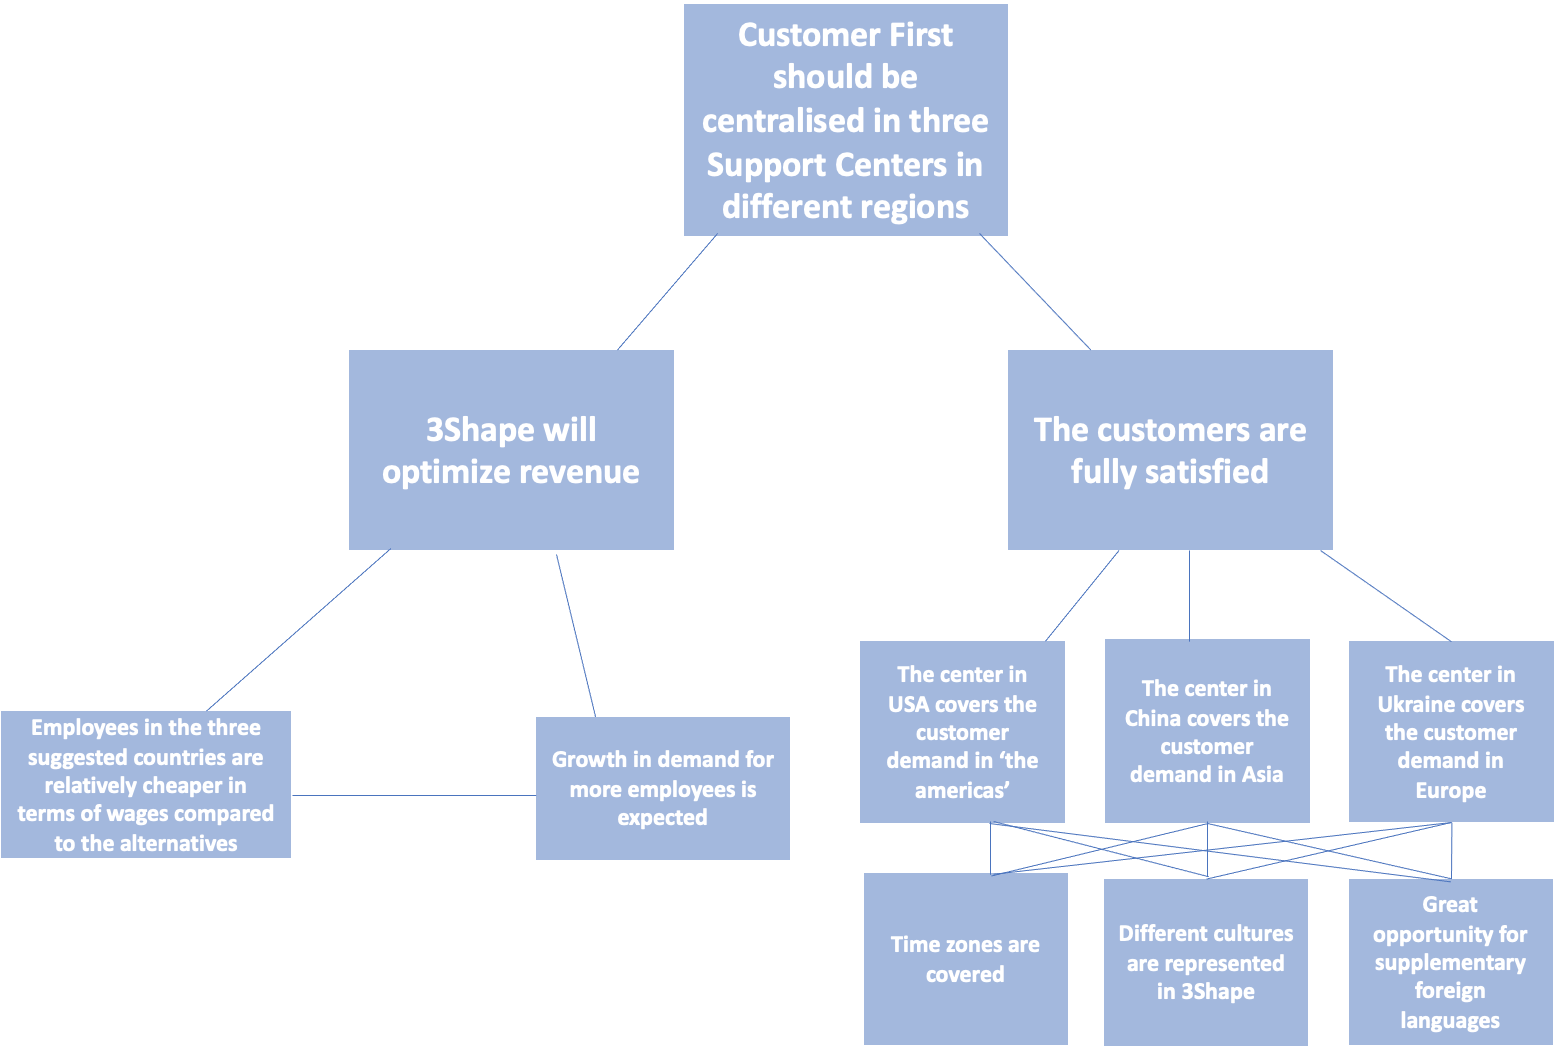 Customer First
should be
centralised in three
Support Centers in
different regions
3Shape will
optimize revenue
The customers are
fully satisfied
Employees in the three
suggested countries are
relatively cheaper in
terms of wages compared
to the alternatives
Growth in demand for
more employees is
expected
The center in
USA covers the
customer
demand in ‘the
americas’
The center in
China covers the
customer
demand in Asia
The center in
Ukraine covers
the customer
demand in
Europe
Time zones are
covered
Different cultures
are represented
in 3Shape
Great
opportunity for
supplementary
foreign
languages